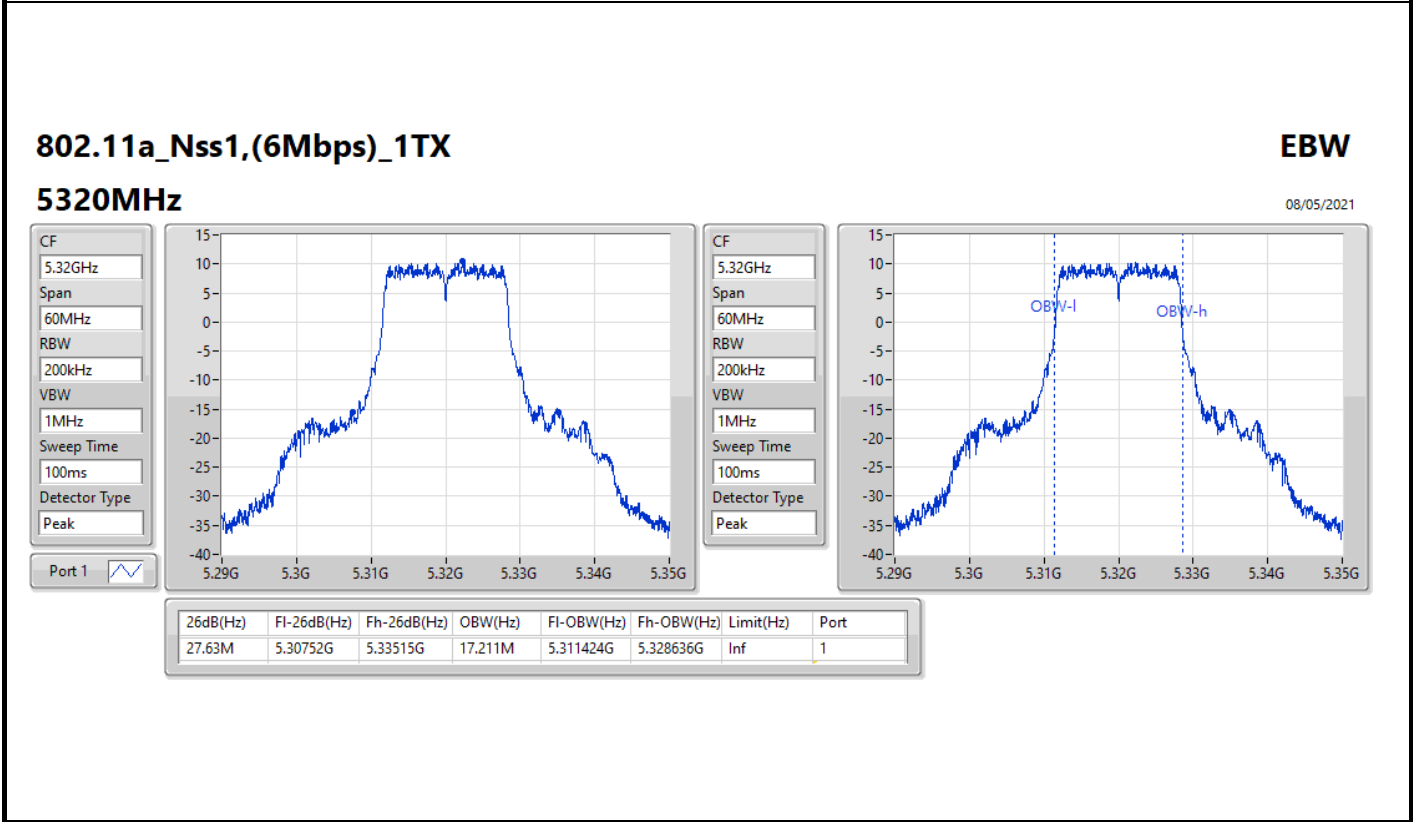 802.11a_Nss1,(6Mbps)_1TX
EBW
5320MHz
08/05/2021
CF
5.32GHz
Span
60MHz
RBW
200kHz
VBW
1MHz
Sweep Time
100ms
Detector Type
Peak
Port 1
15
10
5
0
-5
-10
-15
-20
-25
-30
-35
-40
5.29G 5.3G 5.31G 5.32G 5.33G 5.34G 5.35G
CF
5.32GHz
Span
60MHz
RBW
200kHz
VBW
1MHz
Sweep Time
100ms
Detector Type
Peak
15
10
5
0
-5
-10
-15
-20
-25
-30
-35
-40
OBW-l
OBW-h
5.29G 5.3G 5.31G 5.32G 5.33G 5.34G 5.35G
26dB(Hz) Fl-26dB(Hz) Fh-26dB(Hz) OBW(Hz) Fl-OBW(Hz) Fh-OBW(Hz) Limit(Hz) Port
27.63M 5.30752G 5.33515G 17.211M 5.311424G 5.328636G Inf 1